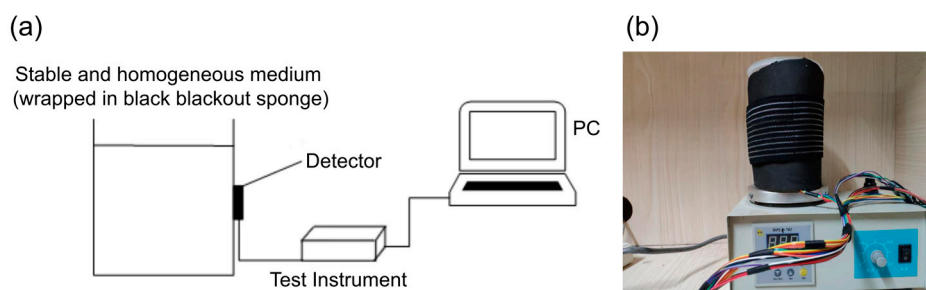 (a)
Stable and homogeneous medium
(wrapped in black blackout sponge)
Detector
PC
Test Instrument
(b)